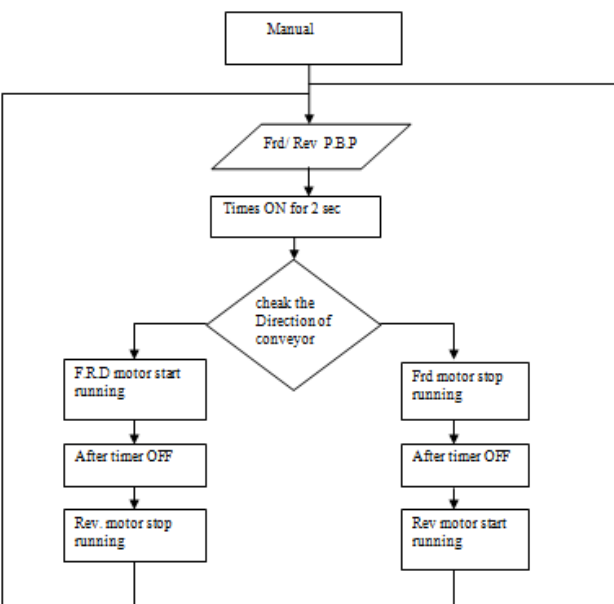 Manual
Frd/ Rev P.B.P
Times ON for 2 sec
cheak the
Direction of
conveyor
F.R.D motor start
running
Frd motor stop
running
After timer OFF
After timer OFF
Rev. motor stop
running
Rev motor start
running